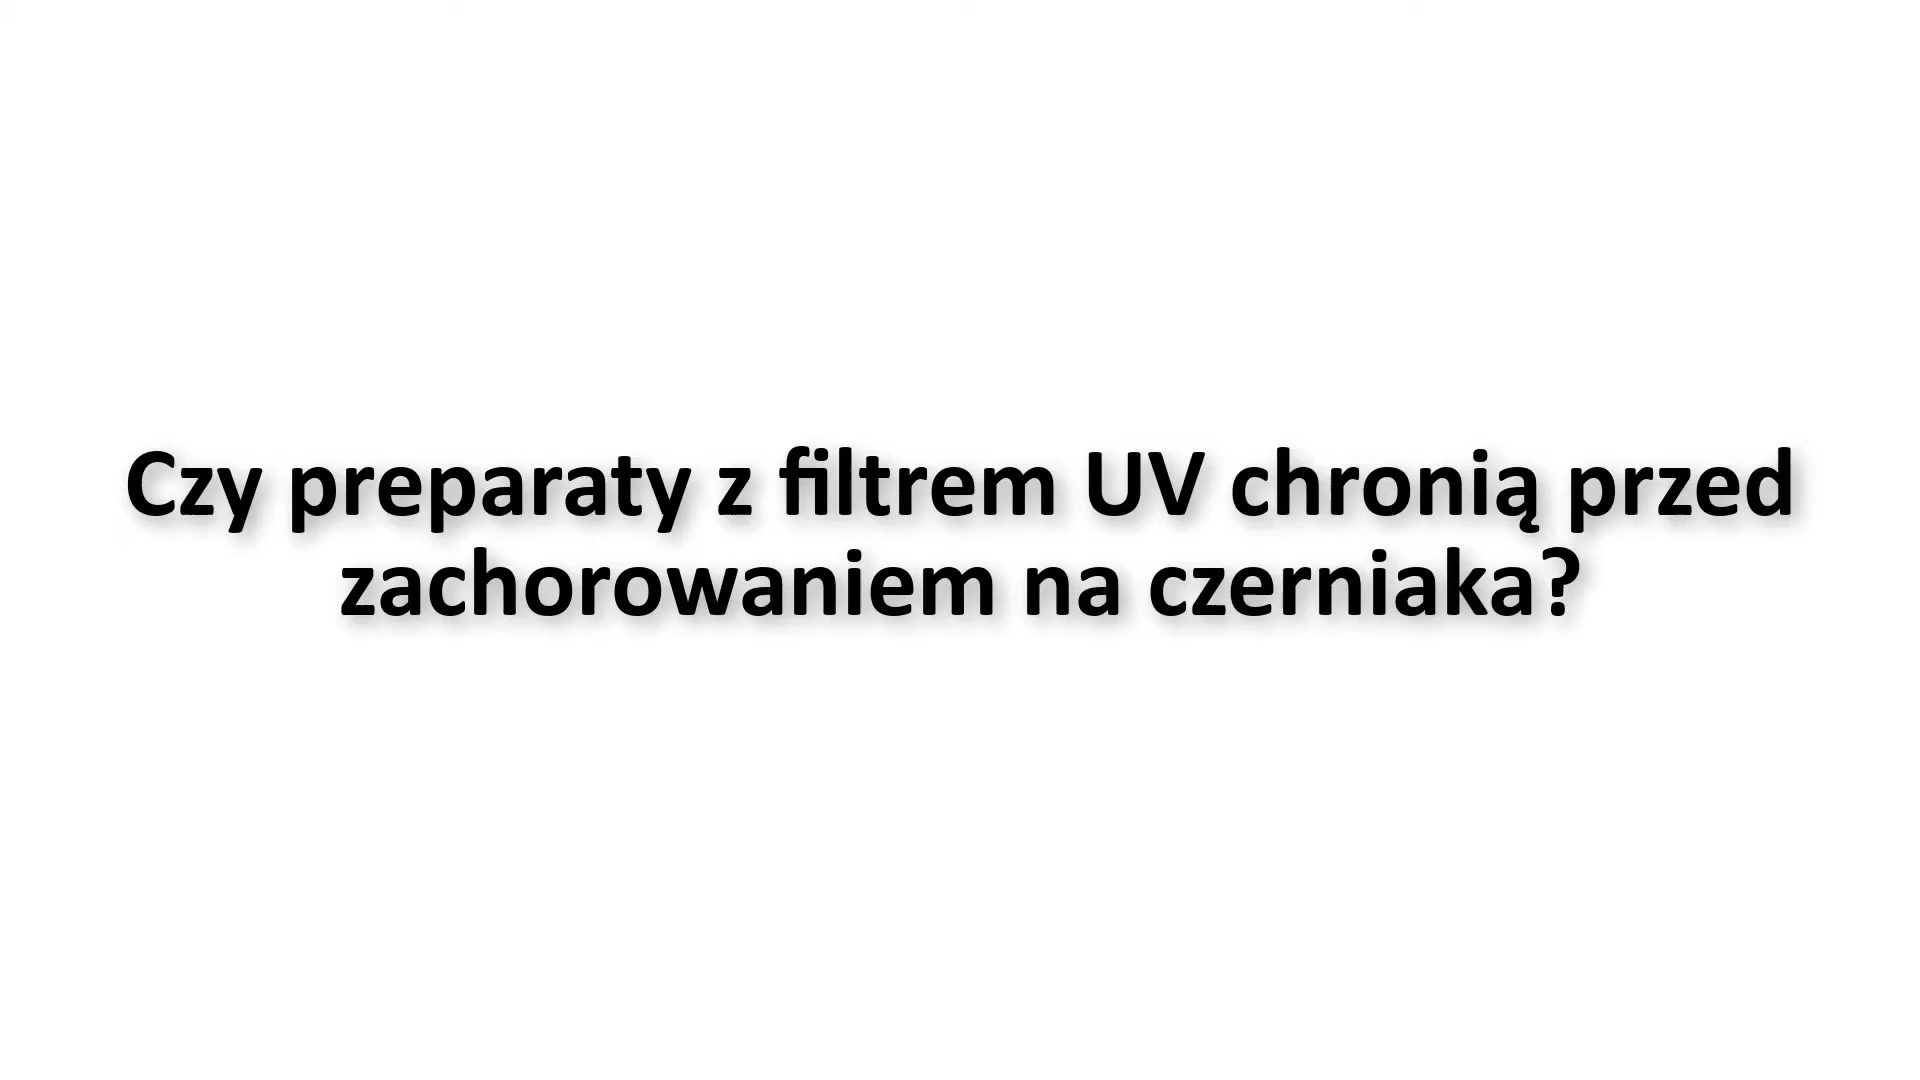 Czy preparaty z filtrem UV chronią przed
zachorowaniem na czerniaka?